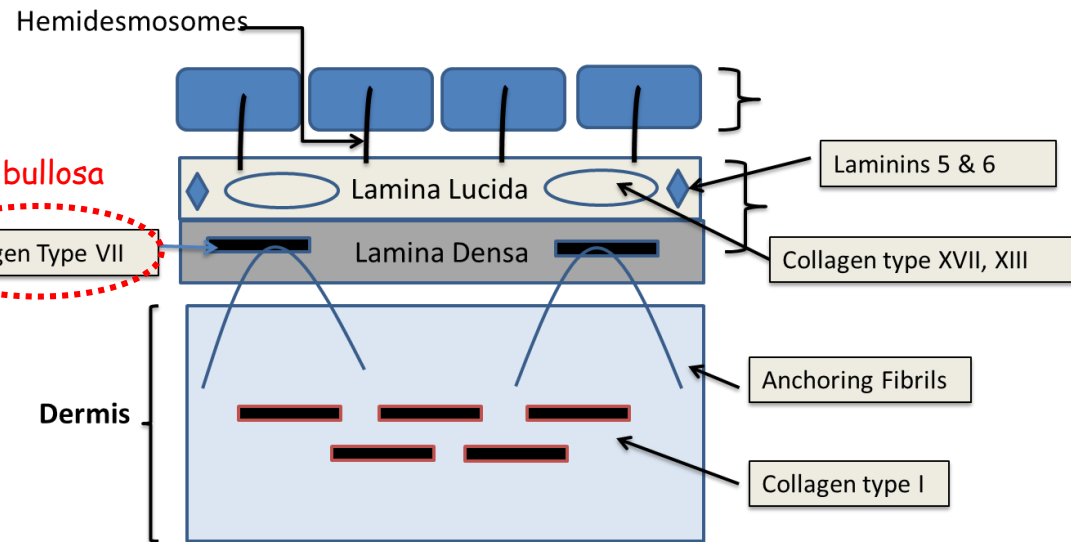 Hemidesmosomes
bullosa
Laminins 5 & 6
Lamina Lucida
gen Type VII
Lamina Densa
Collagen type XVII, XIII
Anchoring Fibrils
Dermis
Collagen type I